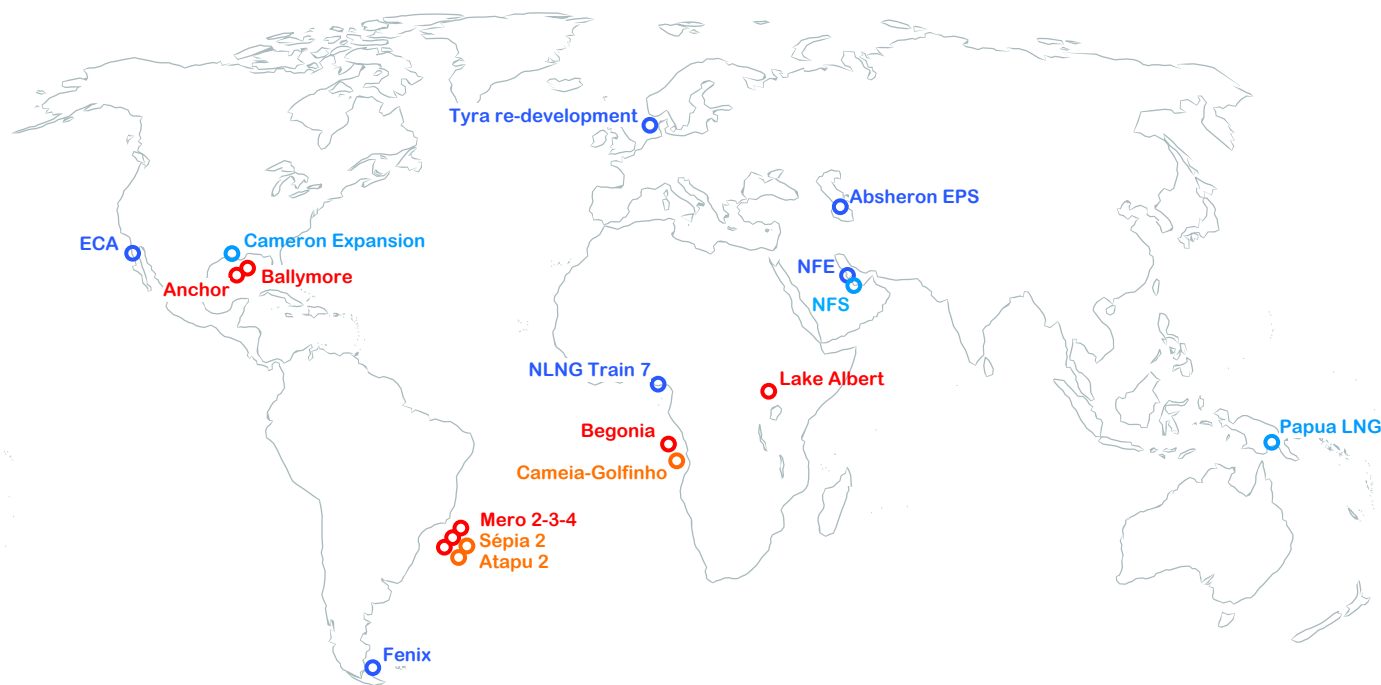 Tyra re-development
Absheron EPS
ECA
Cameron Expansion
Ballymore
Anchor
NFE
NFS
NLNG Train 7
Lake Albert
Begonia
Papua LNG
Cameia-Golfinho
Mero 2-3-4
Sépia 2
Atapu 2
Fenix